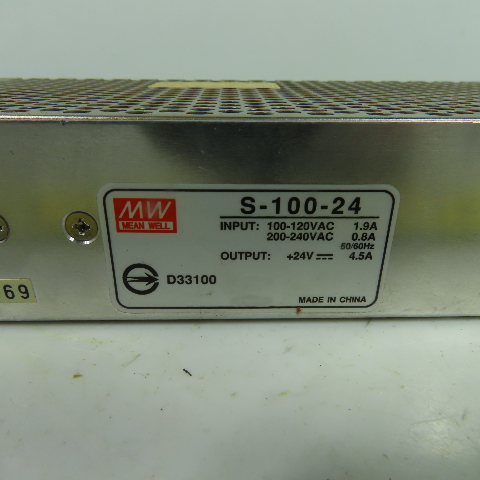 MW
MEAN WELL
S-100-24
INPUT: 100-120VAC 1.9A
200-240VAC 0.8A
50/60Hz
OUTPUT: +24V 4.5A
D33100
MADE IN CHINA
69